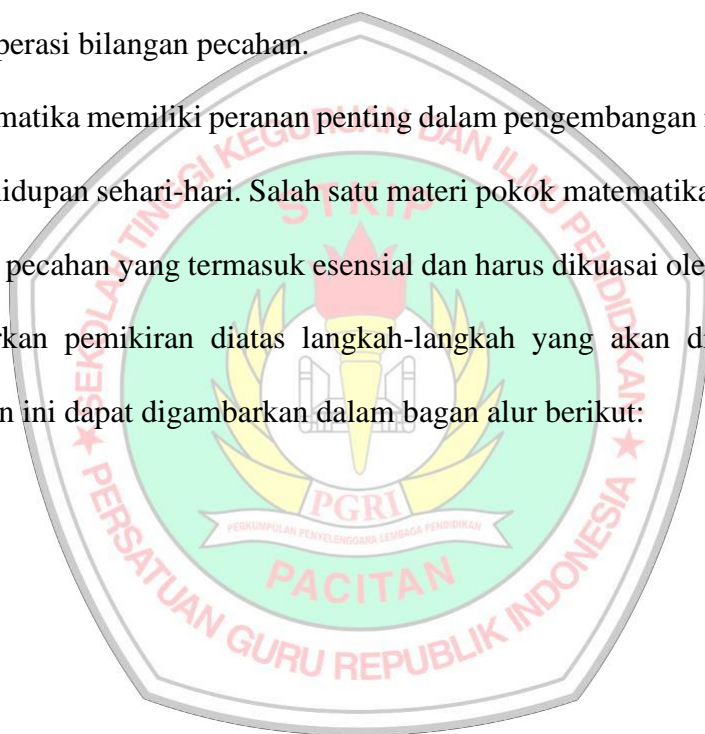 perasi bilangan pecahan.
matika memiliki peranan penting dalam pengembangan
hidupan sehari-hari. Salah satu materi pokok matematika
pecahan yang termasuk esensial dan harus dikuasai ole
rkan pemikiran diatas langkah-langkah yang akan di
n ini dapat digambarkan dalam bagan alur berikut:
SEKOLAH TINGGI KEGURUAN DAN ILMU PENDIDIKAN
STKIP
PGRI
PERKUMPULAN PENYELENGGARA LEMBAGA PENDIDIKAN
PACITAN
PERSATUAN GURU REPUBLIK INDONESIA